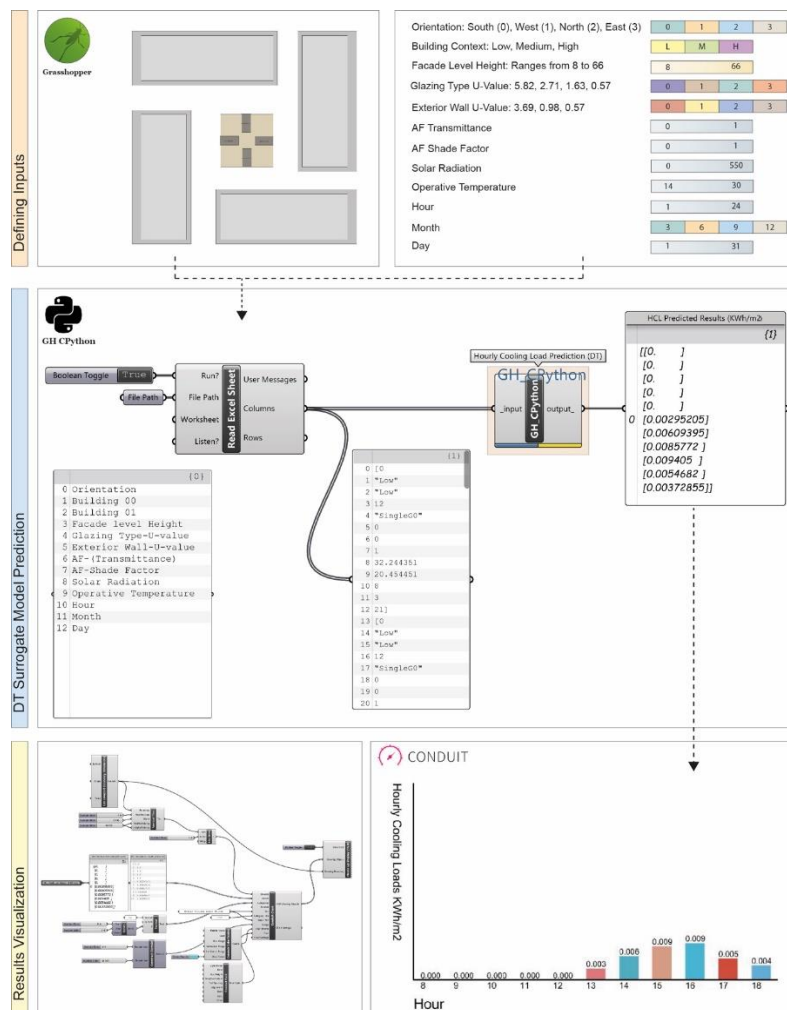 Defining Inputs
Grasshopper
Orientation: South (0), West (1), North (2), East (3)
0 1 2 3
Building Context: Low, Medium, High
L M H
Facade Level Height: Ranges from 8 to 66
8 66
Glazing Type U-Value: 5.82, 2.71, 1.63, 0.57
0 1 2 3
Exterior Wall U-Value: 3.69, 0.98, 0.57
0 1 2 3
AF Transmittance
0 1
AF Shade Factor
0 1
Solar Radiation
0 550
Operative Temperature
14 30
Hour
1 24
Month
3 6 9 12
Day
1 31
DT Surrogate Model Prediction
GH CPython
Boolean Toggle True
File Path
Run?
File Path
Worksheet
Listen?
Read Excel Sheet
User Messages
Columns
Rows
Hourly Cooling Load Prediction (DT)
GH_CPython
_input
GH_CPython
output_
HCL Predicted Results (KWh/m2)
{1}
0
[[0. ]
[0. ]
[0. ]
[0. ]
[0. ]
[0.00295205]
[0.00609395]
[0.0085772 ]
[0.009405 ]
[0.0054682 ]
[0.00372855]]
{0}
0 Orientation
1 Building 00
2 Building 01
3 Facade level Height
4 Glazing Type-U-value
5 Exterior Wall-U-value
6 AF-(Transmittance)
7 AF-Shade Factor
8 Solar Radiation
9 Operative Temperature
10 Hour
11 Month
12 Day
{1}
0 [0
1 "Low"
2 "Low"
3 12
4 "SingleG0"
5 0
6 0
7 1
8 32.244351
9 20.454451
10 8
11 3
12 21]
13 [0
14 "Low"
15 "Low"
16 12
17 "SingleG0"
18 0
19 0
20 1
Results Visualization
CONDUIT
Hourly Cooling Loads KWh/m2
0.000 0.000 0.000 0.000 0.000 0.003 0.006 0.009 0.009 0.005 0.004
8 9 10 11 12 13 14 15 16 17 18
Hour